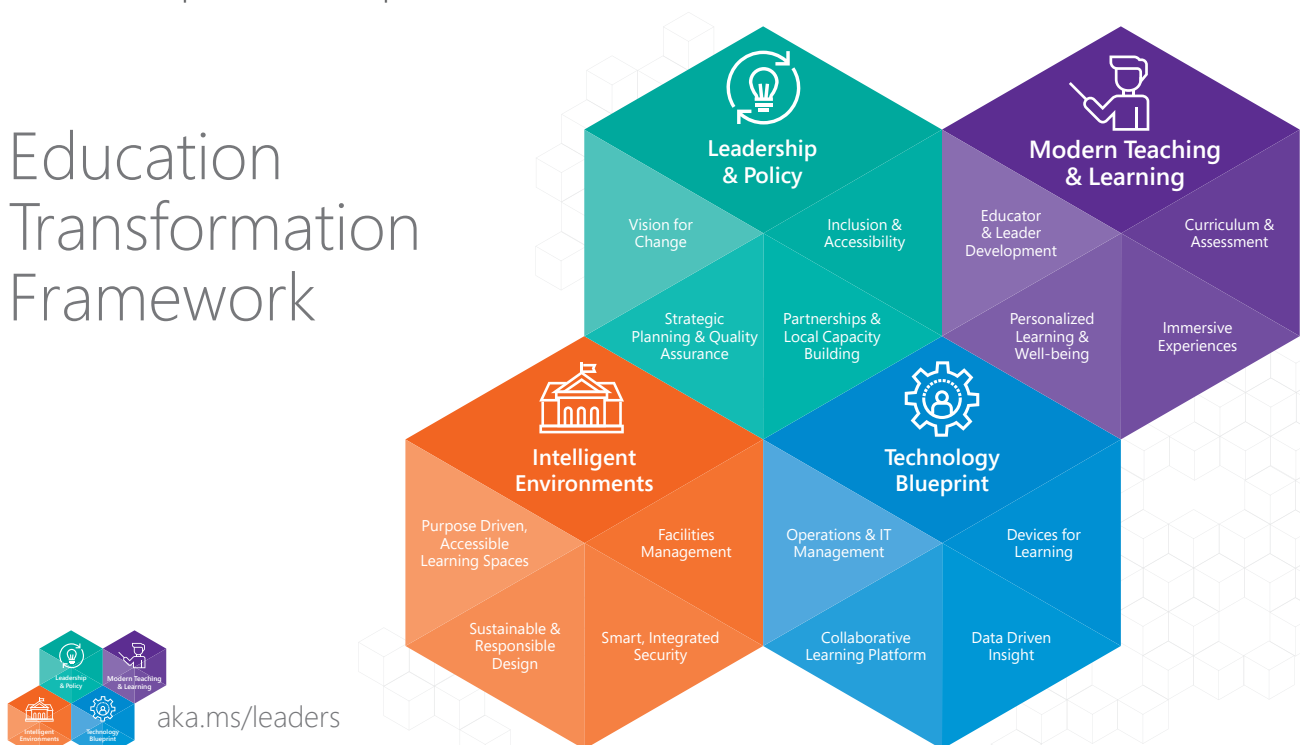 Education
Transformation
Framework
Leadership
& Policy
Vision for
Change
Inclusion &
Accessibility
Strategic
Planning & Quality
Assurance
Partnerships &
Local Capacity
Building
Modern Teaching
& Learning
Educator
& Leader
Development
Curriculum &
Assessment
Personalized
Learning &
Well-being
Immersive
Experiences
Intelligent
Environments
Purpose Driven,
Accessible
Learning Spaces
Facilities
Management
Sustainable &
Responsible
Design
Smart, Integrated
Security
Technology
Blueprint
Operations & IT
Management
Devices for
Learning
Collaborative
Learning Platform
Data Driven
Insight
Leadership
& Policy
Modern Teaching
& Learning
Intelligent
Environments
Technology
Blueprint
aka.ms/leaders